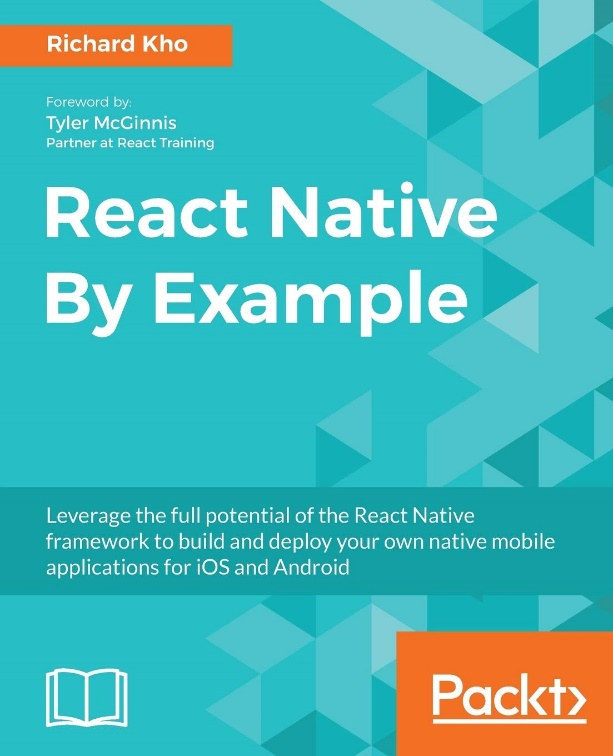 Richard Kho
Foreword by:
Tyler McGinnis
Partner at React Training
React Native
By Example
Leverage the full potential of the React Native
framework to build and deploy your own native mobile
applications for iOS and Android
Packt>